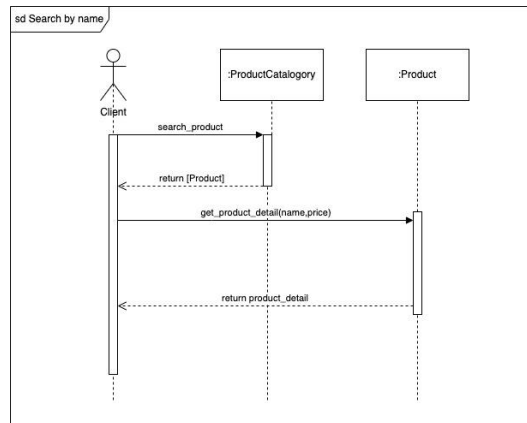 sd Search by name
:ProductCatalogory
:Product
Client
search_product
return [Product]
get_product_detail(name,price)
return product_detail